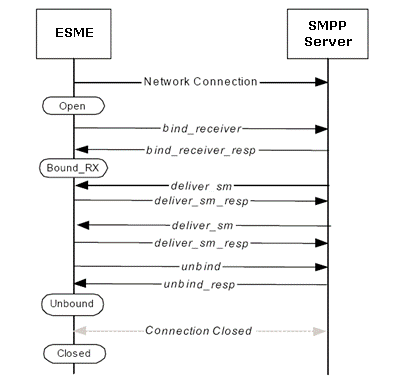 ESME
SMPP
Server
Network Connection
Open
bind_receiver
bind_receiver_resp
Bound_RX
deliver_sm
deliver_sm_resp
deliver_sm
deliver_sm_resp
unbind
unbind_resp
Unbound
Connection Closed
Closed